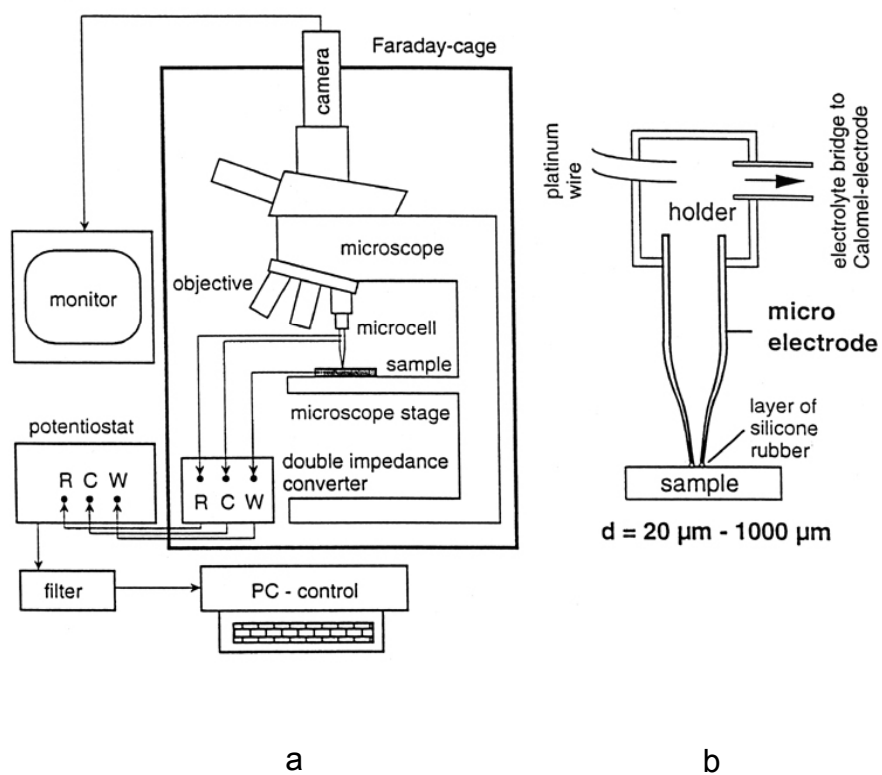 Faraday-cage
camera
microscope
objective
monitor
microcell
sample
microscope stage
potentiostat
double impedance
converter
R C W
R C W
filter
PC - control
a
platinum
wire
electrolyte bridge to
Calomel-electrode
holder
micro
electrode
layer of
silicone
rubber
sample
d = 20 µm - 1000 µm
b